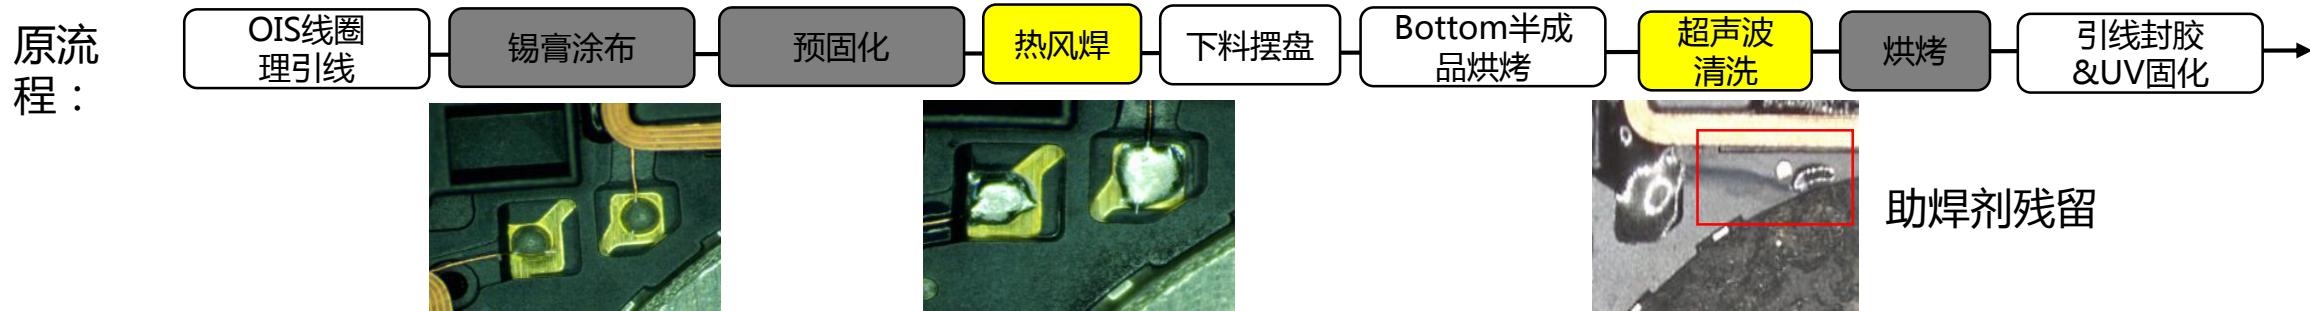 原流
程：
OIS线圈
理引线
锡膏涂布
预固化
热风焊
下料摆盘
Bottom半成
品烘烤
超声波
清洗
烘烤
引线封胶
&UV固化
助焊剂残留